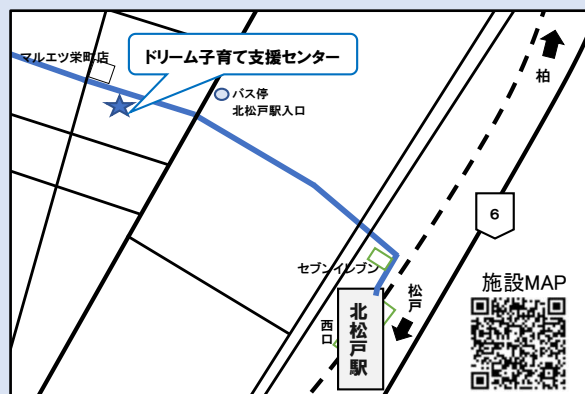 マルエツ栄町店
ドリーム子育て支援センター
バス停
北松戸駅入口
柏
6
セブンイレブン
松戸
施設MAP
西口
北松戸駅